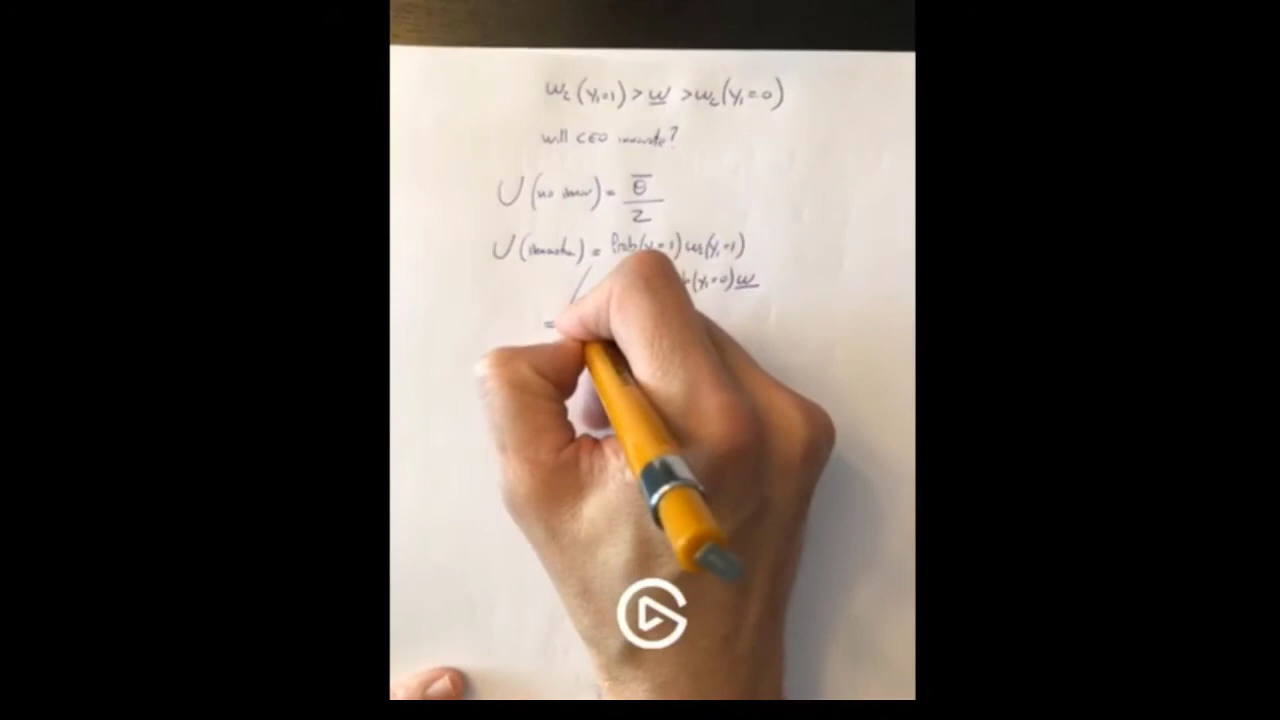 w₂(y₁=1) > w̲ > w₂(y₁=0)
will CEO innovate?
U(no innov) = θ̄/2
U(innovation) = Prob(y₁=1) w₂(y₁=1)
(y₁=0) w̲
=